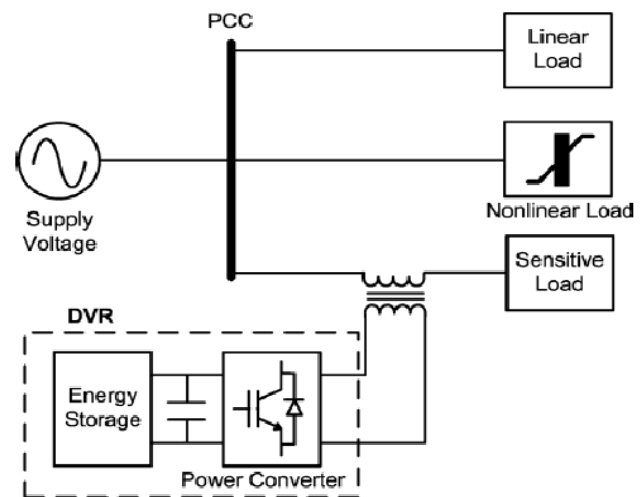 PCC
Linear
Load
Supply
Voltage
Nonlinear Load
Sensitive
Load
DVR
Energy
Storage
Power Converter